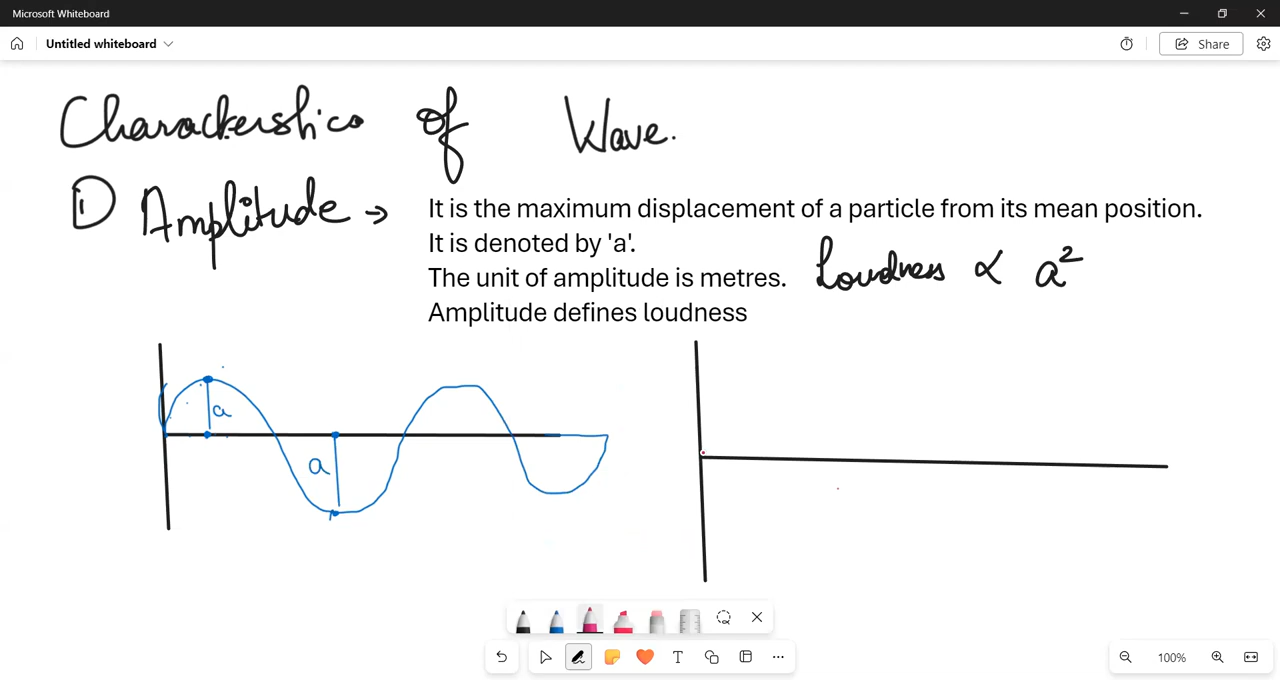 Microsoft Whiteboard
Untitled whiteboard
Share
Characterstics of Wave.
1) Amplitude → It is the maximum displacement of a particle from its mean position.
It is denoted by 'a'.
The unit of amplitude is metres. Loudness ∝ a²
Amplitude defines loudness
a
a
100%